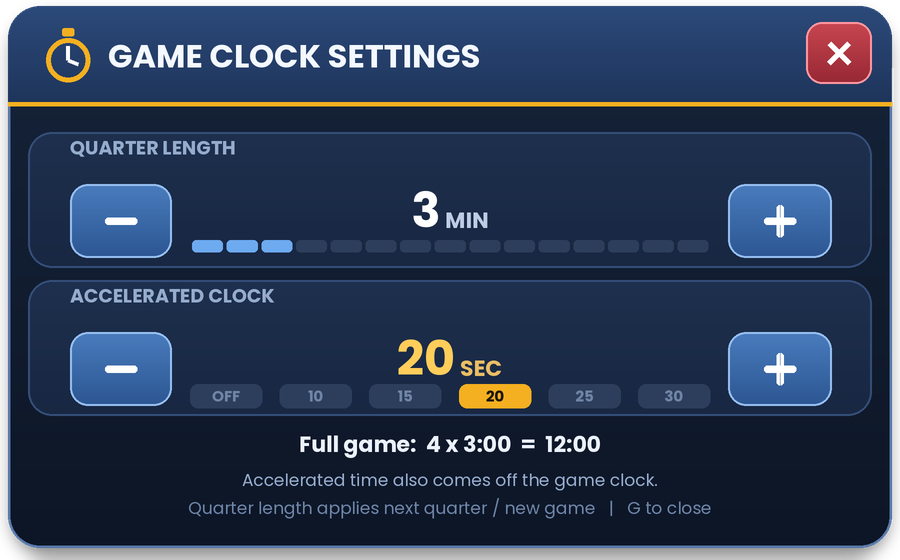 GAME CLOCK SETTINGS
QUARTER LENGTH
3 MIN
ACCELERATED CLOCK
20 SEC
OFF 10 15 20 25 30
Full game: 4 x 3:00 = 12:00
Accelerated time also comes off the game clock.
Quarter length applies next quarter / new game | G to close